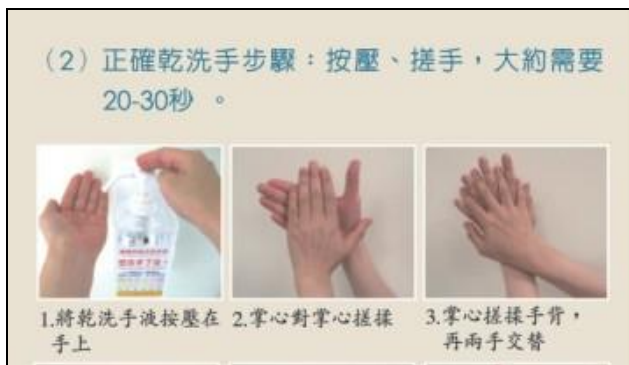 （2）正確乾洗手步驟：按壓、搓手，大約需要
20-30秒 。
1.將乾洗手液按壓在
手上
2.掌心對掌心搓揉
3.掌心搓揉手背，
再兩手交替